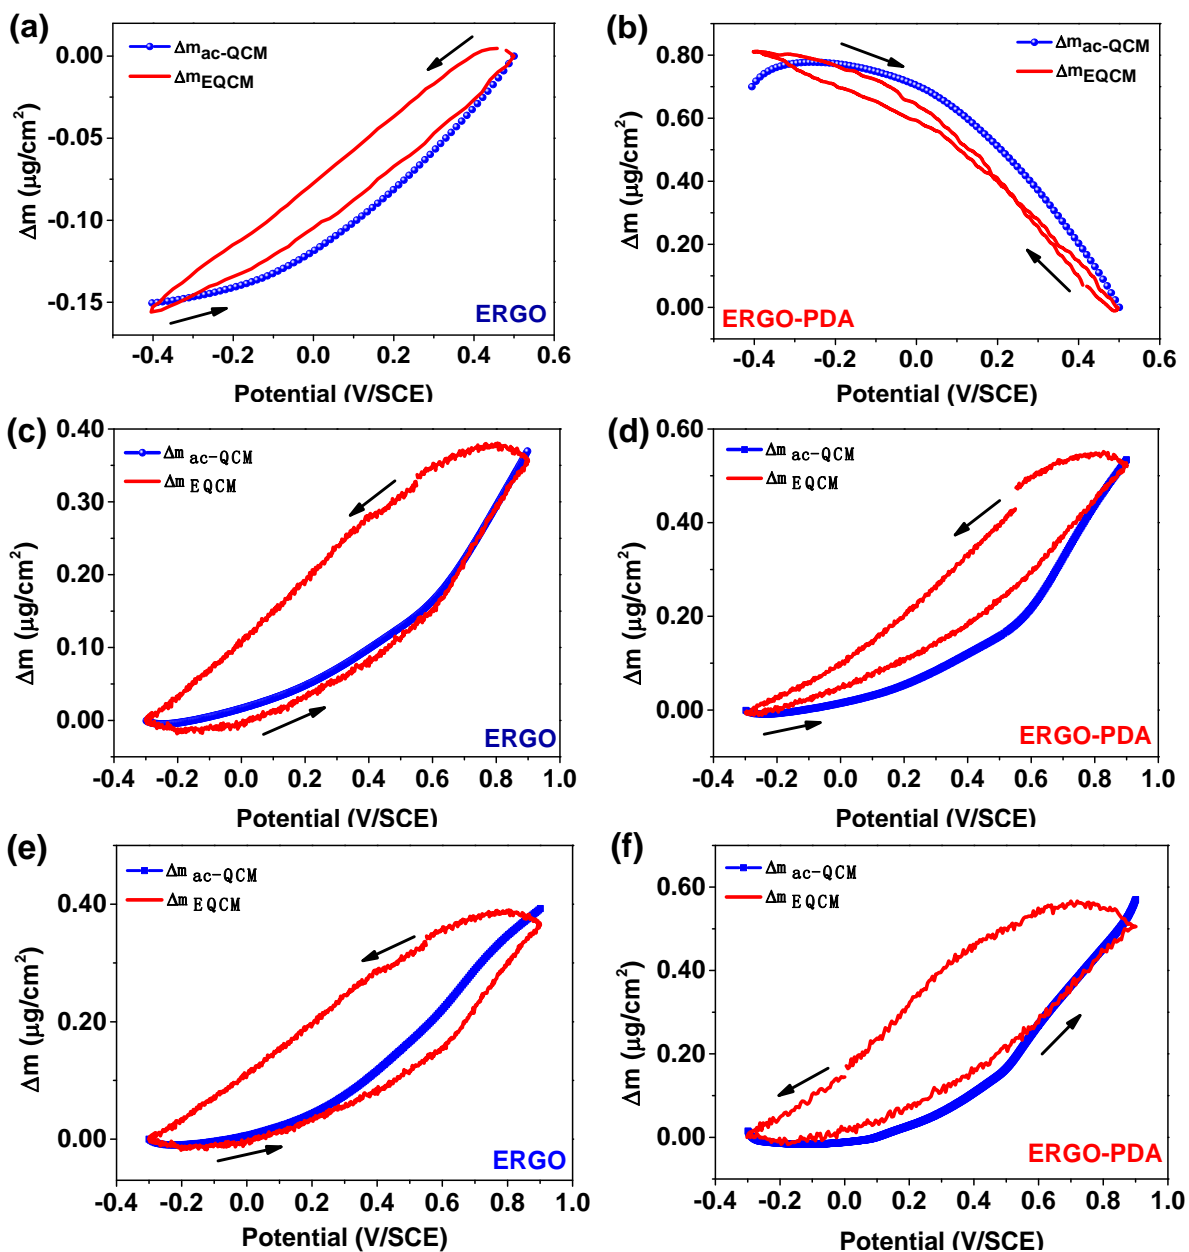 (a)
Δm ac-QCM
Δm EQCM
0.00
-0.05
-0.10
-0.15
Δm (μg/cm²)
ERGO
-0.4 -0.2 0.0 0.2 0.4 0.6
Potential (V/SCE)
(b)
Δm ac-QCM
Δm EQCM
0.80
0.60
0.40
0.20
0.00
Δm (μg/cm²)
ERGO-PDA
-0.4 -0.2 0.0 0.2 0.4 0.6
Potential (V/SCE)
(c)
Δm ac-QCM
Δm EQCM
0.40
0.30
0.20
0.10
0.00
Δm (μg/cm²)
ERGO
-0.4 -0.2 0.0 0.2 0.4 0.6 0.8 1.0
Potential (V/SCE)
(d)
Δm ac-QCM
Δm EQCM
0.60
0.40
0.20
0.00
Δm (μg/cm²)
ERGO-PDA
-0.4 -0.2 0.0 0.2 0.4 0.6 0.8 1.0
Potential (V/SCE)
(e)
Δm ac-QCM
Δm EQCM
0.40
0.20
0.00
Δm (μg/cm²)
ERGO
-0.4 -0.2 0.0 0.2 0.4 0.6 0.8 1.0
Potential (V/SCE)
(f)
Δm ac-QCM
Δm EQCM
0.60
0.40
0.20
0.00
Δm (μg/cm²)
ERGO-PDA
-0.4 -0.2 0.0 0.2 0.4 0.6 0.8 1.0
Potential (V/SCE)